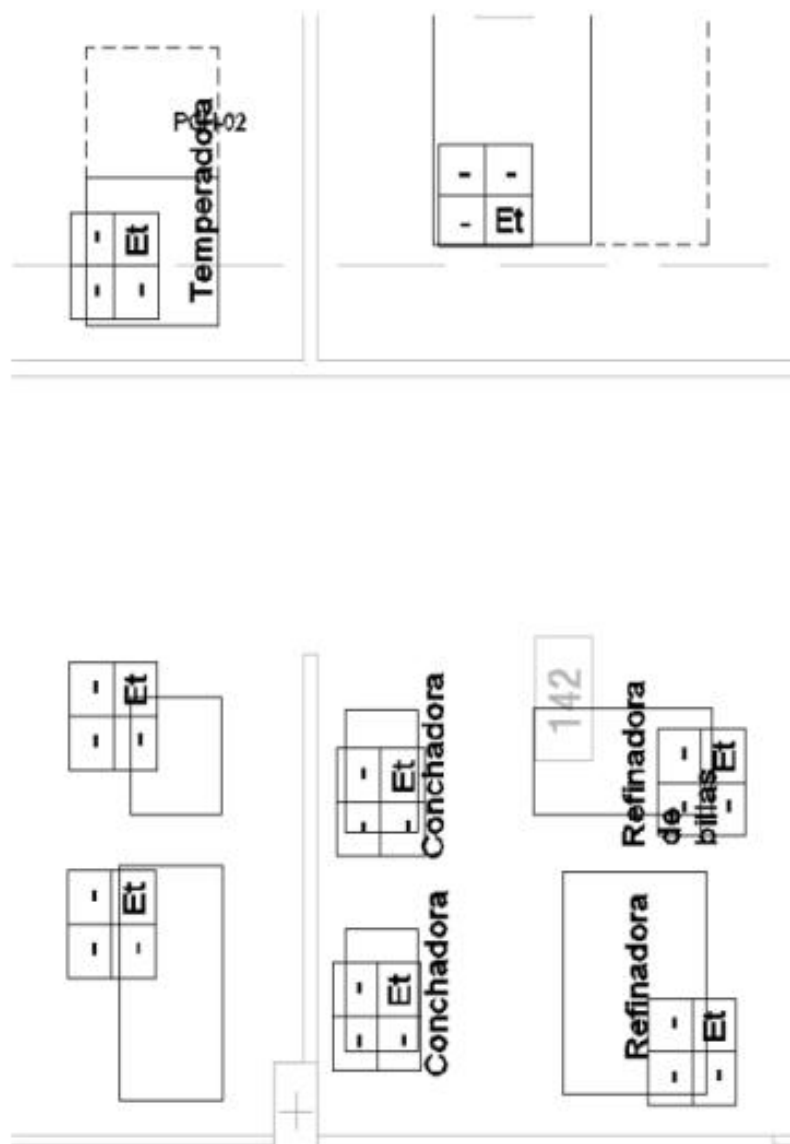 Temperadora
- Et
- -
- -
- Et
- Et
- -
Conchadora
- Et
- -
142
Refinadora
de
billas
- Et
- -
- Et
- -
Conchadora
- Et
- -
Refinadora
- Et
- -